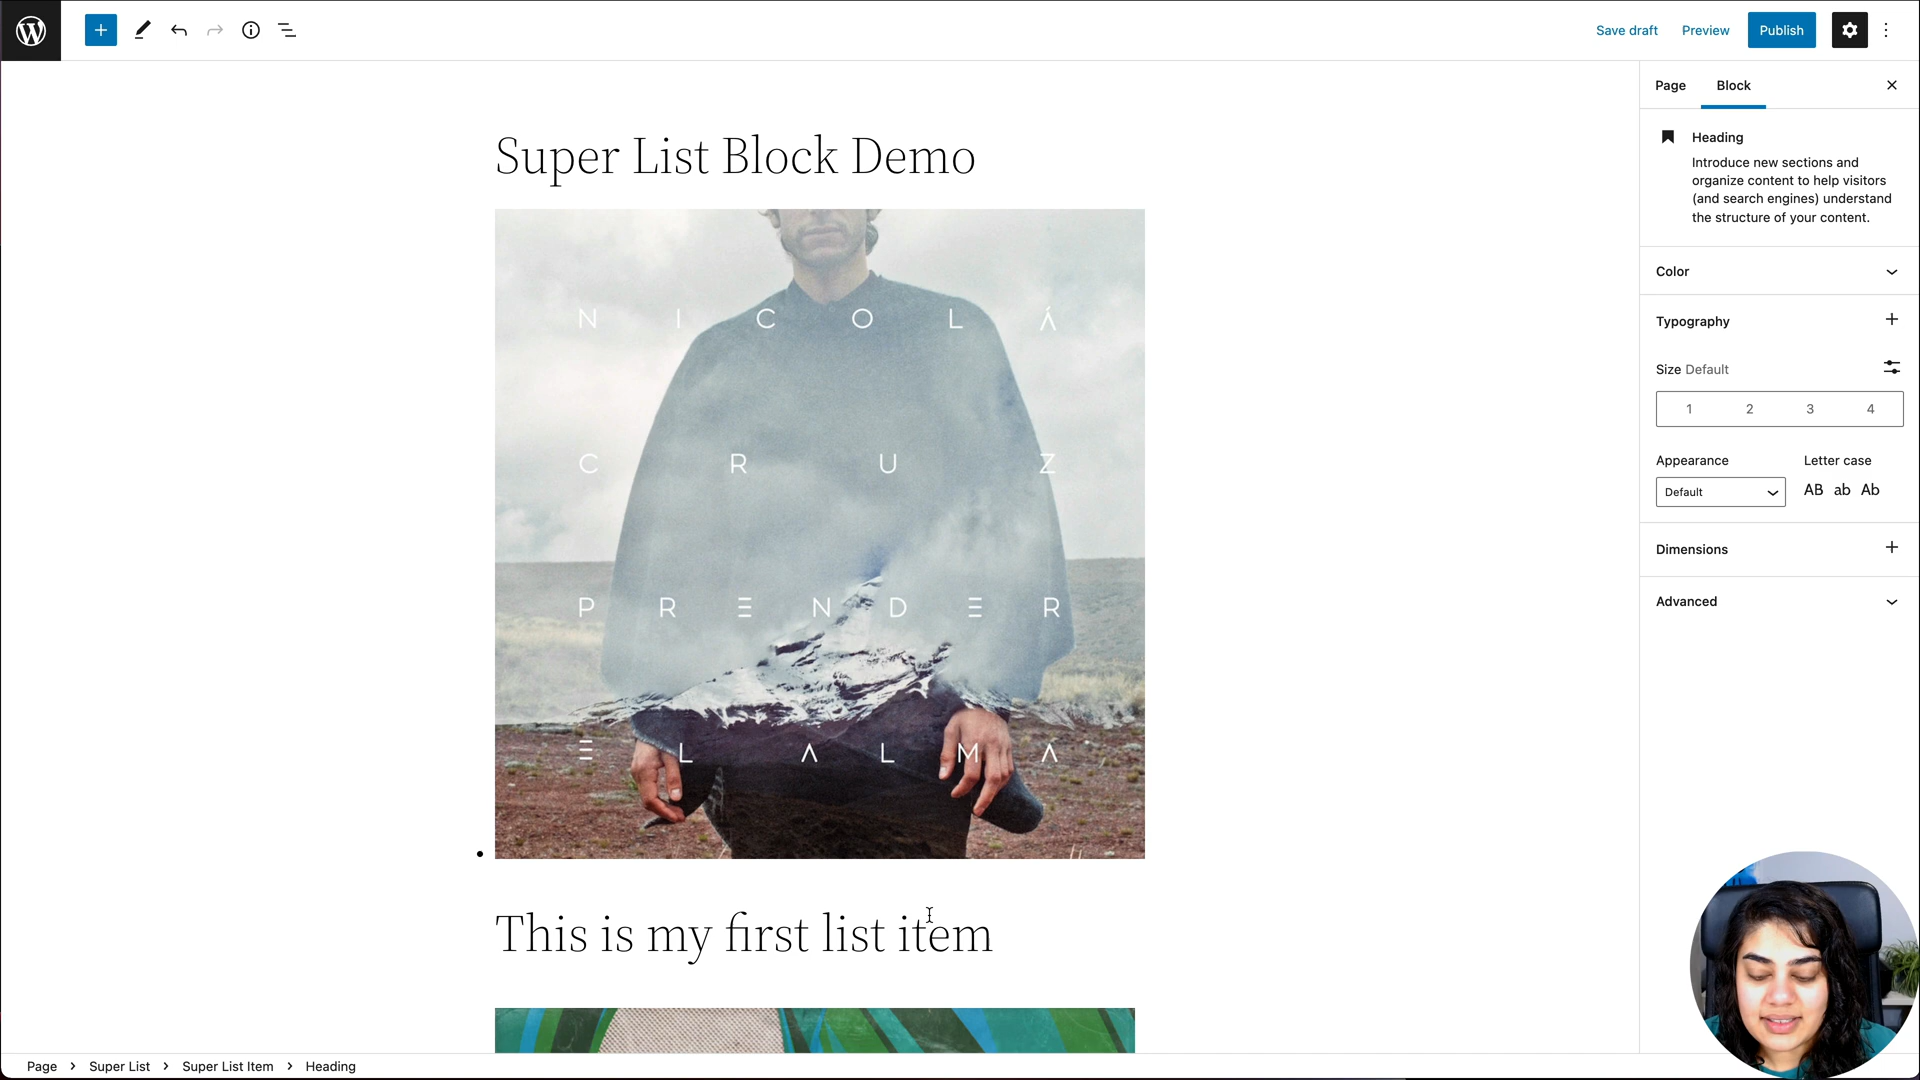 Save draft Preview Publish
Page Block
Heading
Introduce new sections and
organize content to help visitors
(and search engines) understand
the structure of your content.
Color
Typography
Size Default
1 2 3 4
Appearance Letter case
Default AB ab Ab
Dimensions
Advanced
Super List Block Demo
N I C O L Á
C R U Z
P R E N D E R
E L A L M A
This is my first list item
Page > Super List > Super List Item > Heading